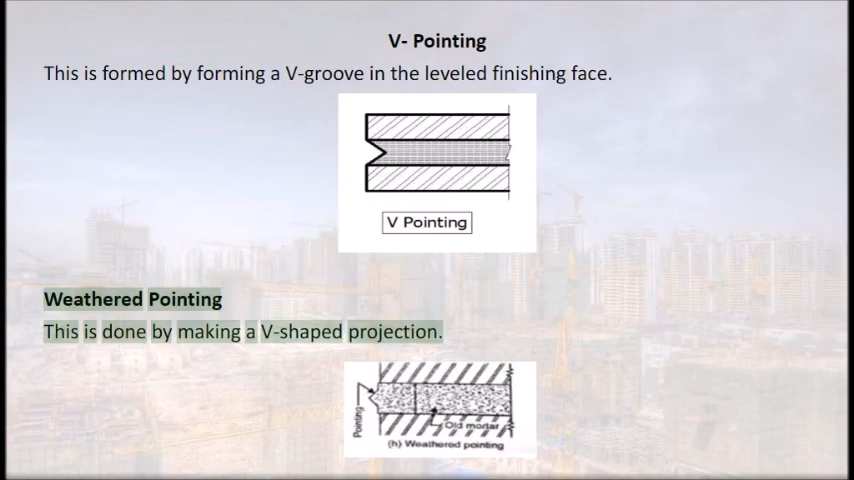 V- Pointing
This is formed by forming a V-groove in the leveled finishing face.
V Pointing
Weathered Pointing
This is done by making a V-shaped projection.
Pointing
Old mortar
(h) Weathered pointing